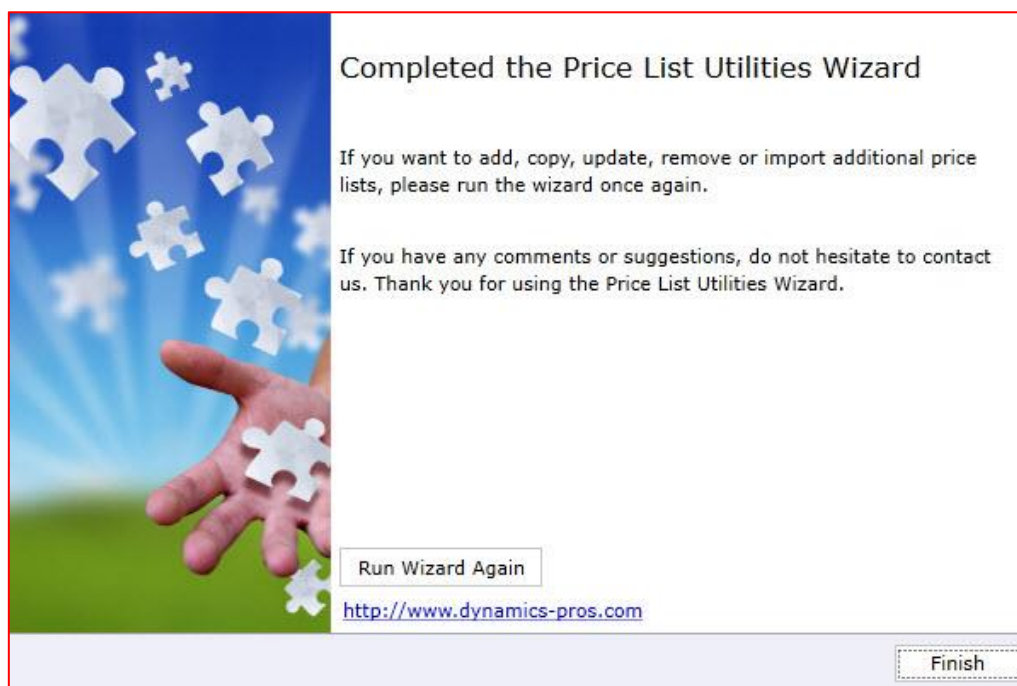 Completed the Price List Utilities Wizard
If you want to add, copy, update, remove or import additional price
lists, please run the wizard once again.
If you have any comments or suggestions, do not hesitate to contact
us. Thank you for using the Price List Utilities Wizard.
Run Wizard Again
http://www.dynamics-pros.com
Finish